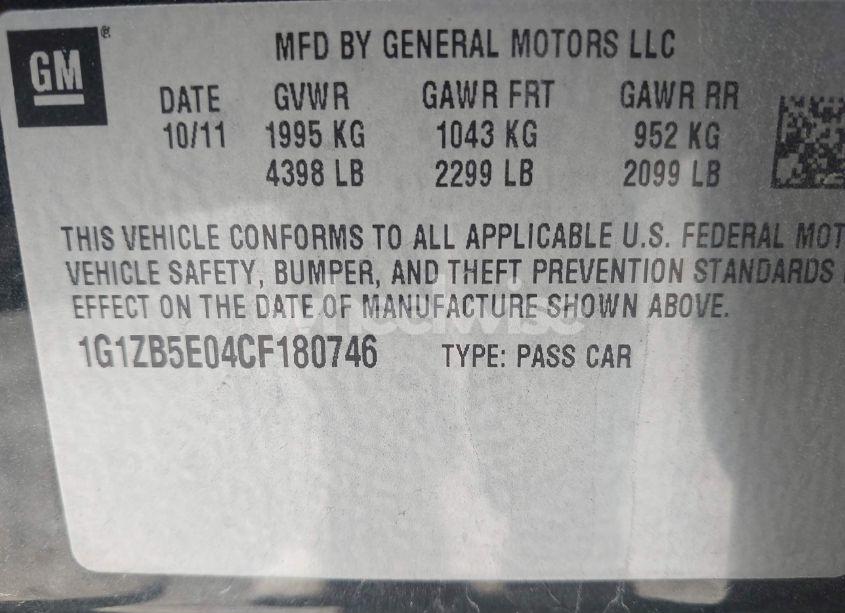 GM®
MFD BY GENERAL MOTORS LLC
DATE GVWR GAWR FRT GAWR RR
10/11 1995 KG 1043 KG 952 KG
4398 LB 2299 LB 2099 LB
THIS VEHICLE CONFORMS TO ALL APPLICABLE U.S. FEDERAL MOT
VEHICLE SAFETY, BUMPER, AND THEFT PREVENTION STANDARDS
EFFECT ON THE DATE OF MANUFACTURE SHOWN ABOVE.
wheelwise
1G1ZB5E04CF180746 TYPE: PASS CAR